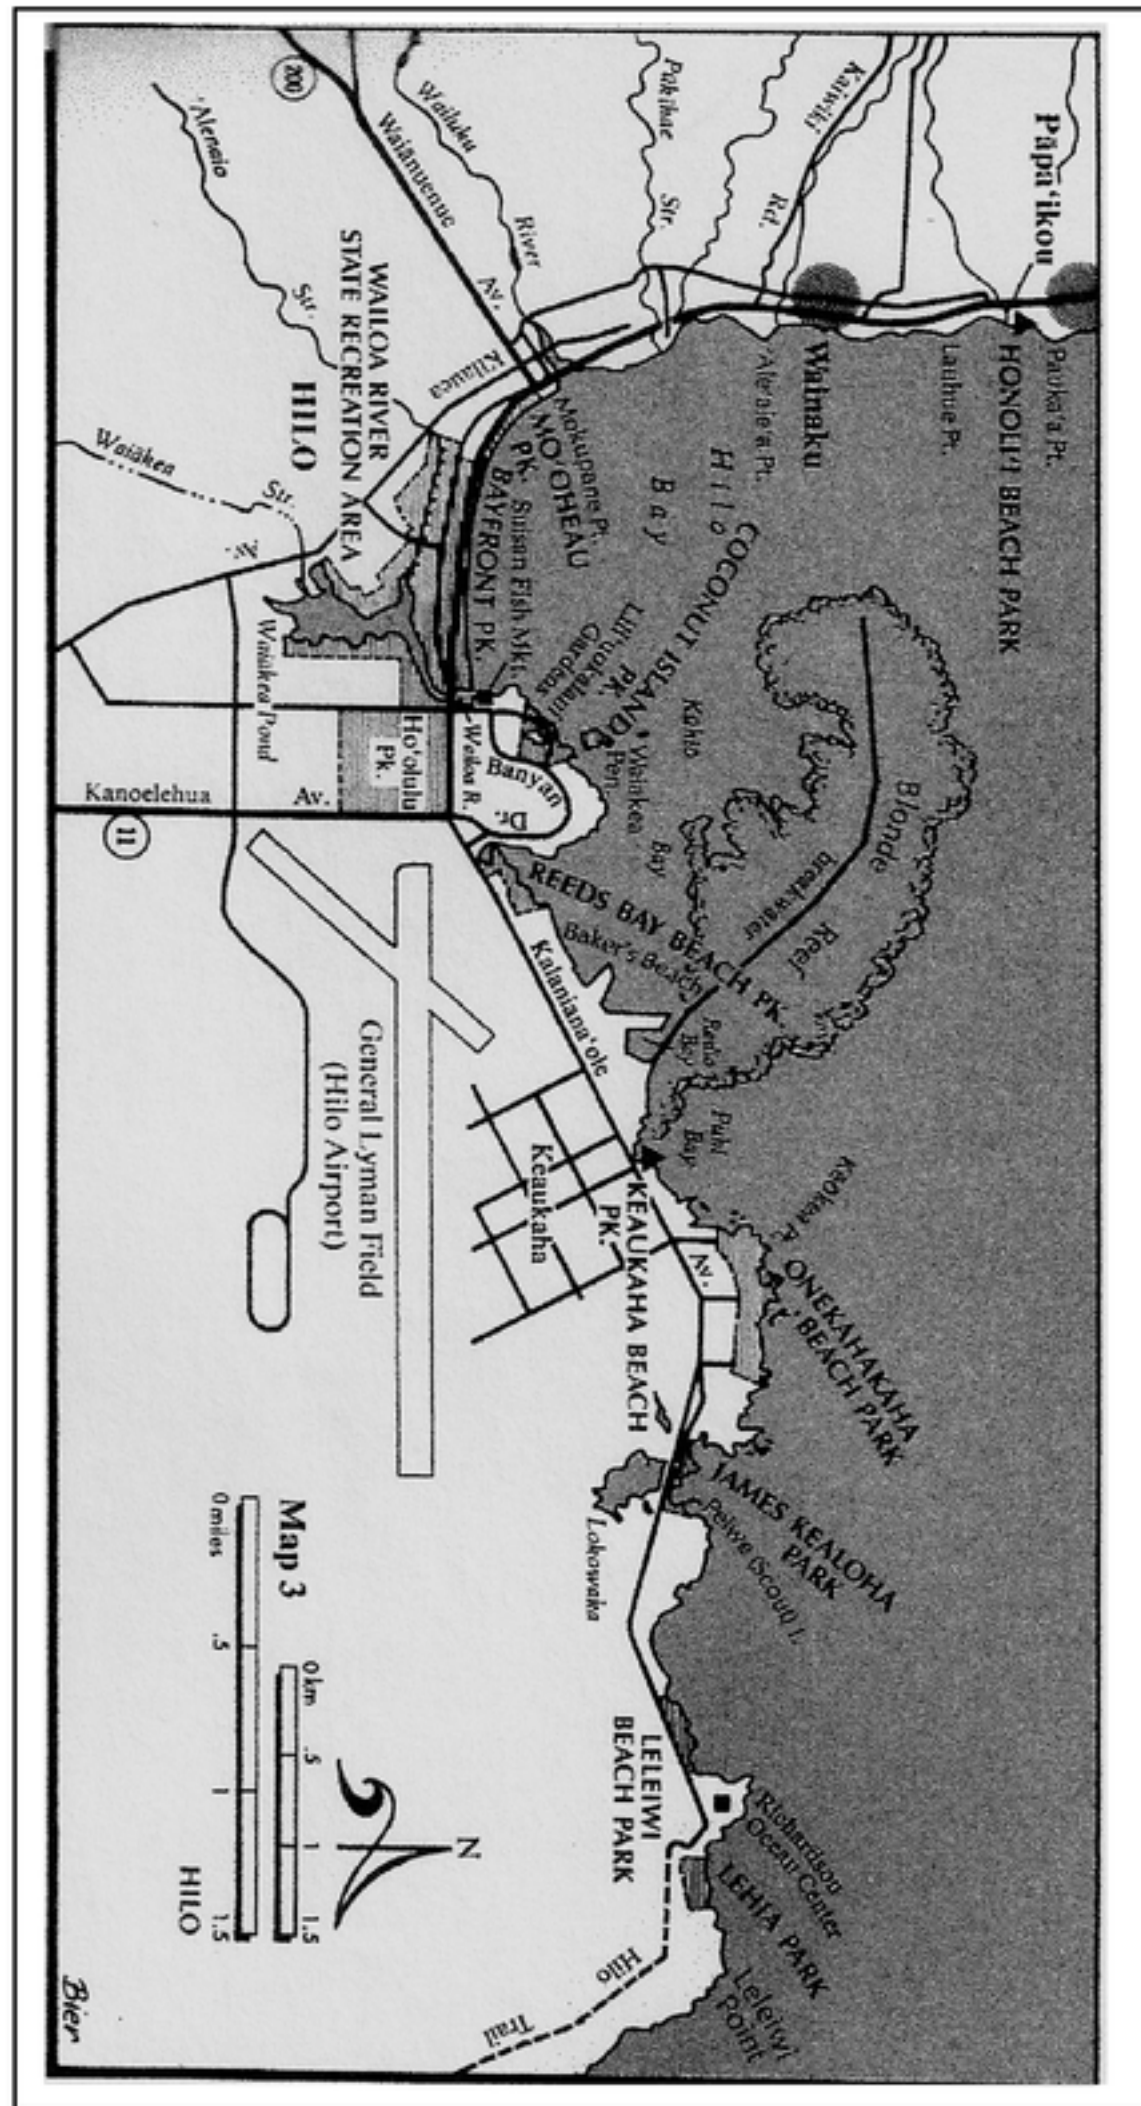 Pāpā‘ikou
Pauka‘a Pt.
HONOLI‘I BEACH PARK
Lauhue Pt.
Kaiwiki
Rd.
Wainaku
Alealea‘a Pt.
Pakihae
Str.
Wailuku
River
200
Waiānuenue
Av.
‘Alenaio
Str.
Kilauea
WAILOA RIVER
STATE RECREATION AREA
HILO
Waiākea
Str.
Hilo
Bay
Mokupane Pt.
MO‘OHEAU
PK.
Suisan Fish Mkt.
BAYFRONT PK.
COCONUT ISLAND
Lili‘uokalani
PK.
Gardens
Waiakea
Pen.
Kuhio
Bay
Blonde
Reef
breakwater
Waiākea Pond
Ho‘olulu
Pk.
Wailoa R.
Banyan
Dr.
Kanoelehua
Av.
11
REEDS BAY BEACH PK.
Baker's Beach
Radio
Bay
Puhi
Bay
Kalaniana‘ole
Av.
Keaukaha
KEAUKAHA BEACH
PK.
General Lyman Field
(Hilo Airport)
Keokea Pt.
ONEKAHAKAHA
BEACH PARK
JAMES KEALOHA
PARK
Peiwe (Scout) I.
Lokowaka
LELEIWI
BEACH PARK
Richardson
Ocean Center
LEHIA PARK
Leleiwi
Point
Hilo
Trail
Map 3
0 km .5 1 1.5
0 miles .5 1 1.5
N
HILO
Bier